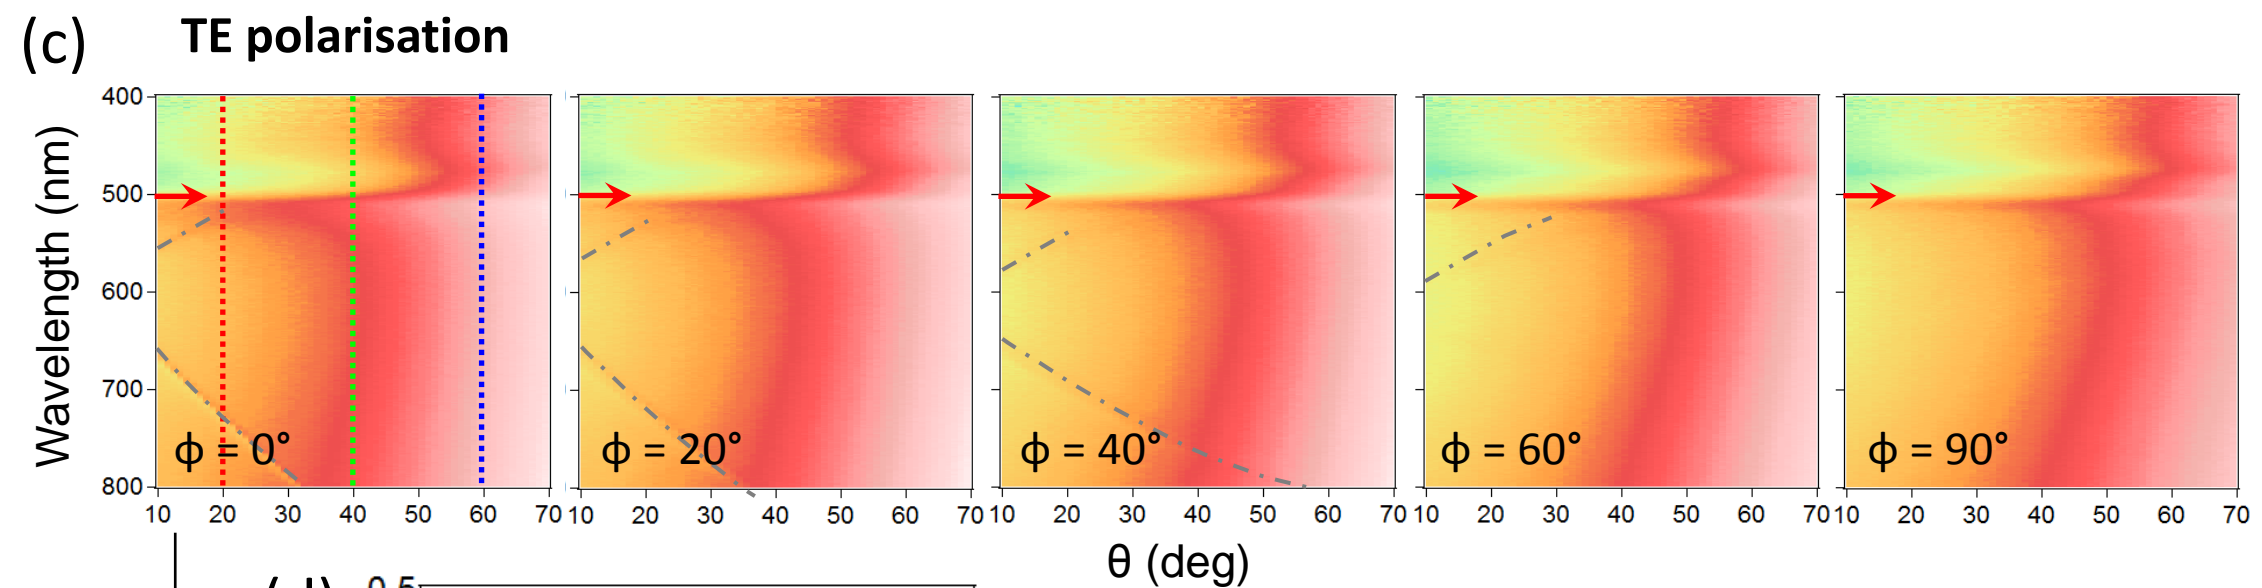 (c) TE polarisation
Wavelength (nm)
400
500
600
700
800
ϕ = 0°
ϕ = 20°
ϕ = 40°
ϕ = 60°
ϕ = 90°
10 20 30 40 50 60 70
10 20 30 40 50 60 70
10 20 30 40 50 60 70
10 20 30 40 50 60 70
10 20 30 40 50 60 70
θ (deg)
(d) 0.5